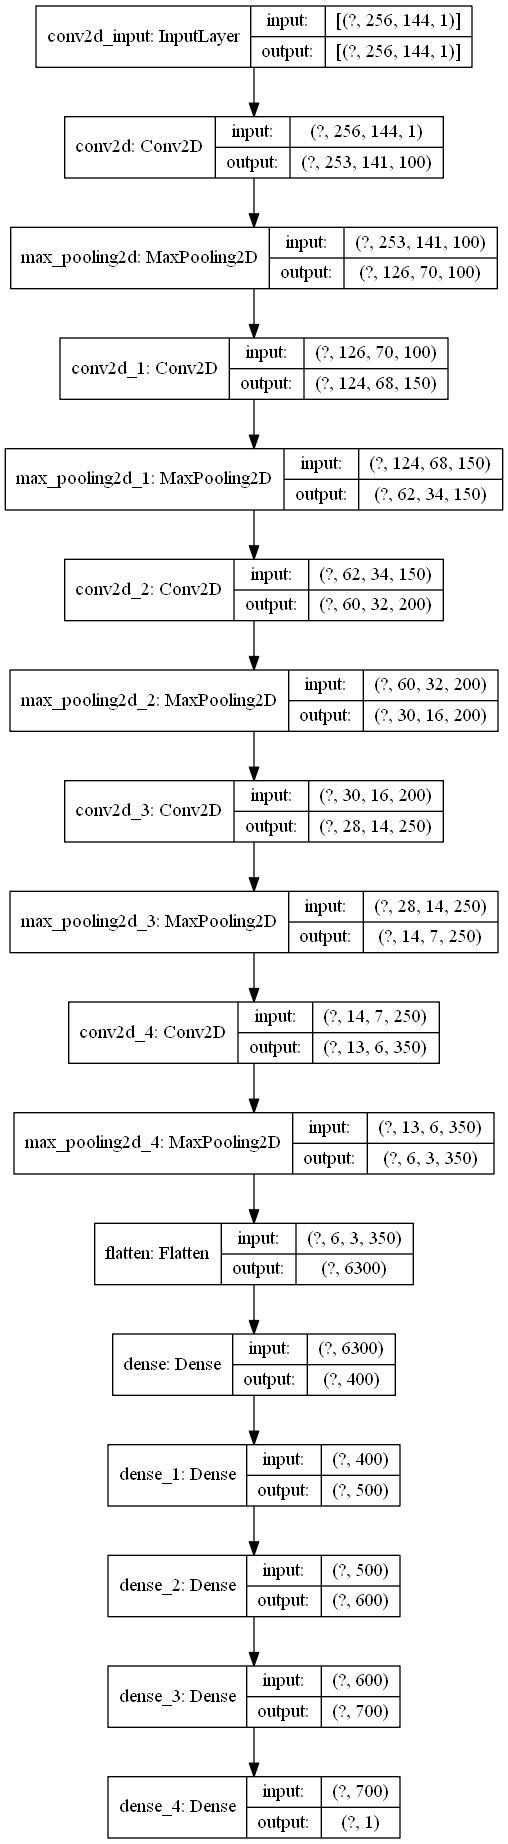 conv2d_input: InputLayer
input: [(?, 256, 144, 1)]
output: [(?, 256, 144, 1)]
conv2d: Conv2D
input: (?, 256, 144, 1)
output: (?, 253, 141, 100)
max_pooling2d: MaxPooling2D
input: (?, 253, 141, 100)
output: (?, 126, 70, 100)
conv2d_1: Conv2D
input: (?, 126, 70, 100)
output: (?, 124, 68, 150)
max_pooling2d_1: MaxPooling2D
input: (?, 124, 68, 150)
output: (?, 62, 34, 150)
conv2d_2: Conv2D
input: (?, 62, 34, 150)
output: (?, 60, 32, 200)
max_pooling2d_2: MaxPooling2D
input: (?, 60, 32, 200)
output: (?, 30, 16, 200)
conv2d_3: Conv2D
input: (?, 30, 16, 200)
output: (?, 28, 14, 250)
max_pooling2d_3: MaxPooling2D
input: (?, 28, 14, 250)
output: (?, 14, 7, 250)
conv2d_4: Conv2D
input: (?, 14, 7, 250)
output: (?, 13, 6, 350)
max_pooling2d_4: MaxPooling2D
input: (?, 13, 6, 350)
output: (?, 6, 3, 350)
flatten: Flatten
input: (?, 6, 3, 350)
output: (?, 6300)
dense: Dense
input: (?, 6300)
output: (?, 400)
dense_1: Dense
input: (?, 400)
output: (?, 500)
dense_2: Dense
input: (?, 500)
output: (?, 600)
dense_3: Dense
input: (?, 600)
output: (?, 700)
dense_4: Dense
input: (?, 700)
output: (?, 1)